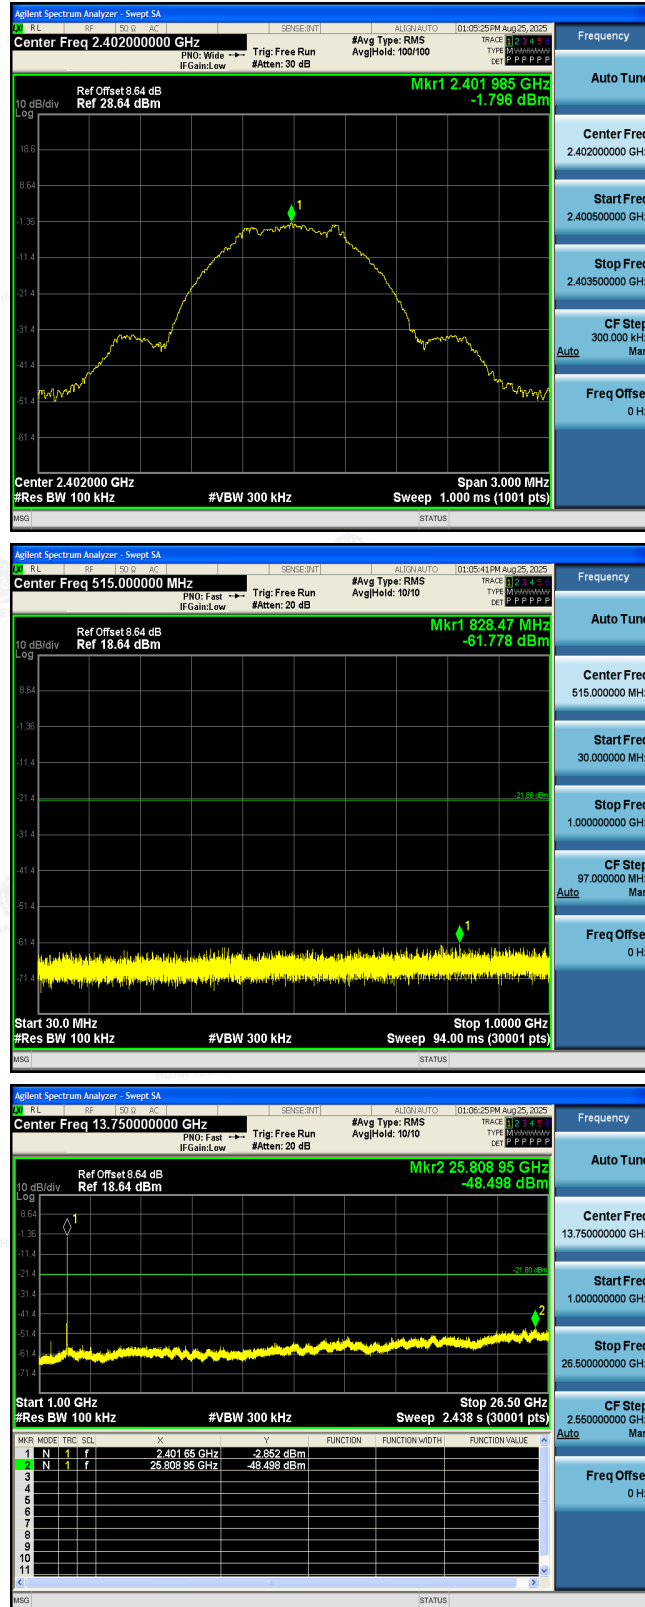 Agilent Spectrum Analyzer - Swept SA
LXI RL RF 50 Ω AC SENSE:INT ALIGNAUTO 01:05:25 PM Aug 25, 2025
Center Freq 2.402000000 GHz
PNO: Wide
IFGain:Low
Trig: Free Run
#Atten: 30 dB
#Avg Type: RMS
Avg|Hold: 100/100
TRACE 1 2 3 4 5 6
TYPE M
DET P P P P P P
Frequency
Auto Tune
Mkr1 2.401 985 GHz
-1.796 dBm
Ref Offset 8.64 dB
10 dB/div Ref 28.64 dBm
Log
18.6
8.64
-1.36
-11.4
-21.4
-31.4
-41.4
-51.4
-61.4
1
Center Freq
2.402000000 GHz
Start Freq
2.400500000 GHz
Stop Freq
2.403500000 GHz
CF Step
300.000 kHz
Auto Man
Freq Offset
0 Hz
Center 2.402000 GHz Span 3.000 MHz
#Res BW 100 kHz #VBW 300 kHz Sweep 1.000 ms (1001 pts)
MSG STATUS
Agilent Spectrum Analyzer - Swept SA
LXI RL RF 50 Ω AC SENSE:INT ALIGNAUTO 01:05:41 PM Aug 25, 2025
Center Freq 515.000000 MHz
PNO: Fast
IFGain:Low
Trig: Free Run
#Atten: 20 dB
#Avg Type: RMS
Avg|Hold: 10/10
TRACE 1 2 3 4 5 6
TYPE M
DET P P P P P P
Frequency
Auto Tune
Mkr1 828.47 MHz
-61.778 dBm
Ref Offset 8.64 dB
10 dB/div Ref 18.64 dBm
Log
8.64
-1.36
-11.4
-21.4
-31.4
-41.4
-51.4
-61.4
-71.4
-21.80 dBm
1
Center Freq
515.000000 MHz
Start Freq
30.000000 MHz
Stop Freq
1.000000000 GHz
CF Step
97.000000 MHz
Auto Man
Freq Offset
0 Hz
Start 30.0 MHz Stop 1.0000 GHz
#Res BW 100 kHz #VBW 300 kHz Sweep 94.00 ms (30001 pts)
MSG STATUS
Agilent Spectrum Analyzer - Swept SA
LXI RL RF 50 Ω AC SENSE:INT ALIGNAUTO 01:06:25 PM Aug 25, 2025
Center Freq 13.750000000 GHz
PNO: Fast
IFGain:Low
Trig: Free Run
#Atten: 20 dB
#Avg Type: RMS
Avg|Hold: 10/10
TRACE 1 2 3 4 5 6
TYPE M
DET P P P P P P
Frequency
Auto Tune
Mkr2 25.808 95 GHz
-48.498 dBm
Ref Offset 8.64 dB
10 dB/div Ref 18.64 dBm
Log
8.64
-1.36
-11.4
-21.4
-31.4
-41.4
-51.4
-61.4
-71.4
-21.80 dBm
1
2
Center Freq
13.750000000 GHz
Start Freq
1.000000000 GHz
Stop Freq
26.500000000 GHz
CF Step
2.550000000 GHz
Auto Man
Freq Offset
0 Hz
Start 1.00 GHz Stop 26.50 GHz
#Res BW 100 kHz #VBW 300 kHz Sweep 2.438 s (30001 pts)
MKR MODE TRC SCL X Y FUNCTION FUNCTION WIDTH FUNCTION VALUE
1 N 1 f 2.401 65 GHz -2.852 dBm
2 N 1 f 25.808 95 GHz -48.498 dBm
3
4
5
6
7
8
9
10
11
MSG STATUS